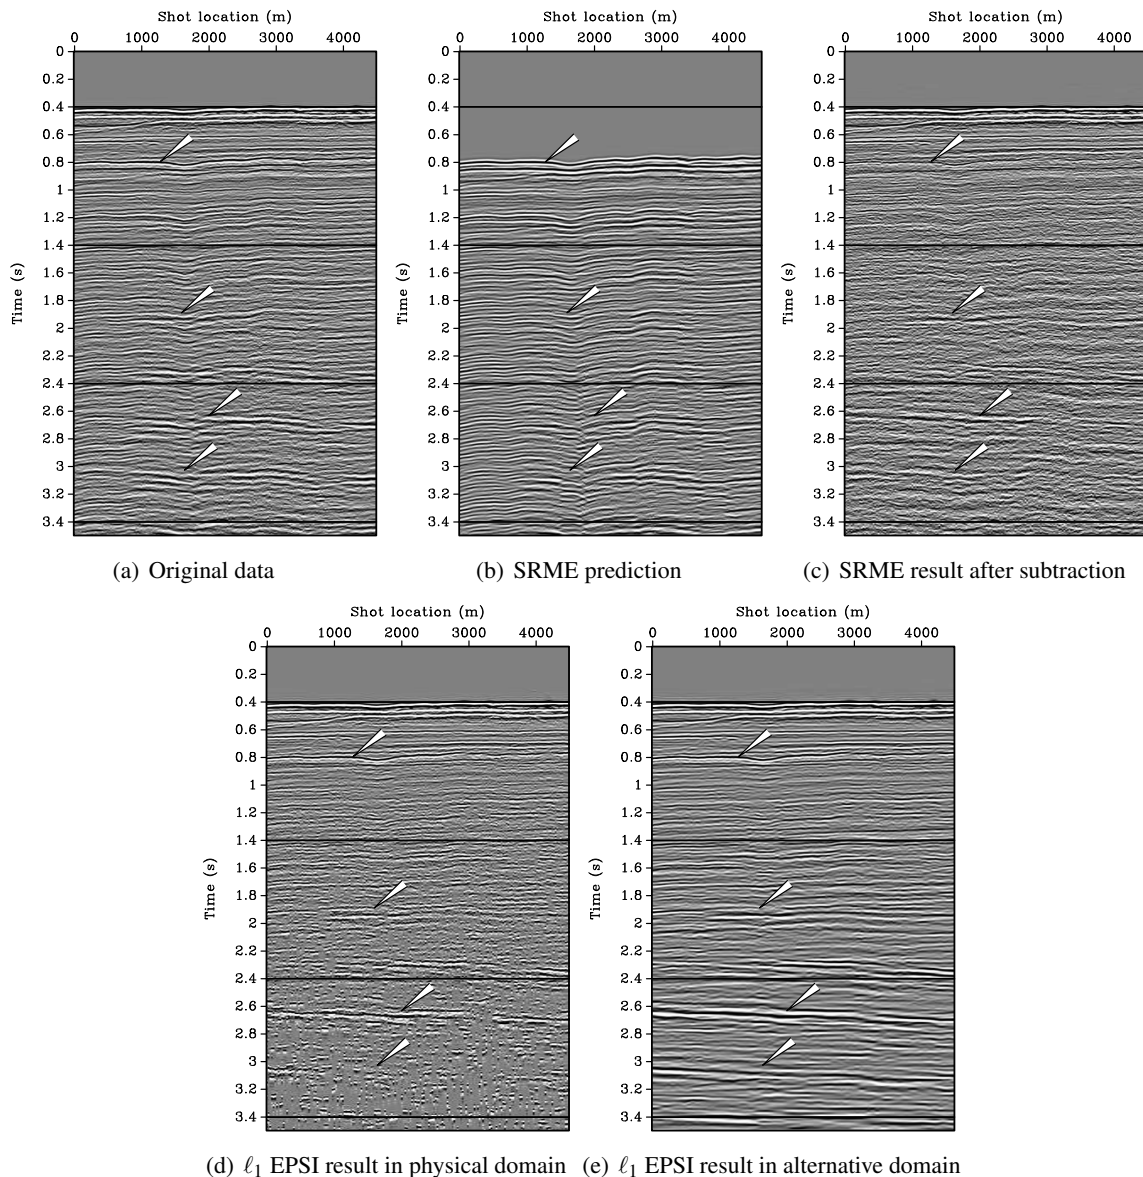 Shot location (m) Shot location (m) Shot location (m)
0 1000 2000 3000 4000 0 1000 2000 3000 4000 0 1000 2000 3000 4000
0 0 0
0.2 0.2 0.2
0.4 0.4 0.4
0.6 0.6 0.6
0.8 0.8 0.8
1 1 1
1.2 1.2 1.2
1.4 1.4 1.4
1.6 1.6 1.6
1.8 1.8 1.8
2 2 2
2.2 2.2 2.2
2.4 2.4 2.4
2.6 2.6 2.6
2.8 2.8 2.8
3 3 3
3.2 3.2 3.2
3.4 3.4 3.4
Time (s) Time (s) Time (s)
(a) Original data (b) SRME prediction (c) SRME result after subtraction
Shot location (m) Shot location (m)
0 1000 2000 3000 4000 0 1000 2000 3000 4000
0 0
0.2 0.2
0.4 0.4
0.6 0.6
0.8 0.8
1 1
1.2 1.2
1.4 1.4
1.6 1.6
1.8 1.8
2 2
2.2 2.2
2.4 2.4
2.6 2.6
2.8 2.8
3 3
3.2 3.2
3.4 3.4
Time (s) Time (s)
(d) ℓ₁ EPSI result in physical domain (e) ℓ₁ EPSI result in alternative domain